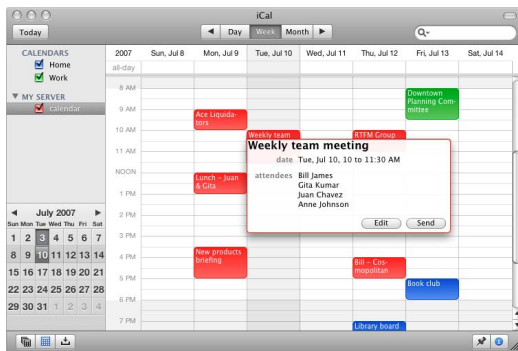 iCal
Today
Day Week Month
CALENDARS
Home
Work
MY SERVER
calendar
2007 Sun, Jul 8 Mon, Jul 9 Tue, Jul 10 Wed, Jul 11 Thu, Jul 12 Fri, Jul 13 Sat, Jul 14
all-day
8 AM
Downtown
Planning Com-
mittee
9 AM
Ace Liquida-
tors
10 AM
Weekly team
RTFM Group
Weekly team meeting
date Tue, Jul 10, 10 to 11:30 AM
attendees Bill James
Gita Kumar
Juan Chavez
Anne Johnson
Edit Send
11 AM
NOON
Lunch – Juan
& Gita
1 PM
2 PM
3 PM
New products
briefing
4 PM
Bill – Cos-
mopolitan
5 PM
Book club
6 PM
7 PM
Library board
July 2007
Sun Mon Tue Wed Thu Fri Sat
1 2 3 4 5 6 7
8 9 10 11 12 13 14
15 16 17 18 19 20 21
22 23 24 25 26 27 28
29 30 31 1 2 3 4